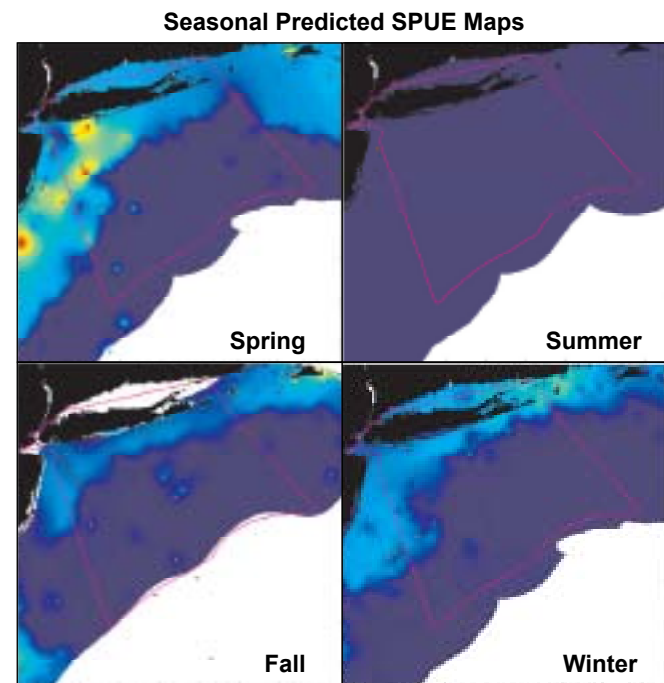 Seasonal Predicted SPUE Maps
Spring
Summer
Fall
Winter